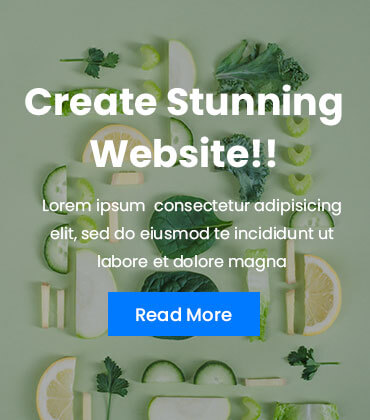 Create Stunning
Website!!
Lorem ipsum consectetur adipisicing
elit, sed do eiusmod te incididunt ut
labore et dolore magna
Read More